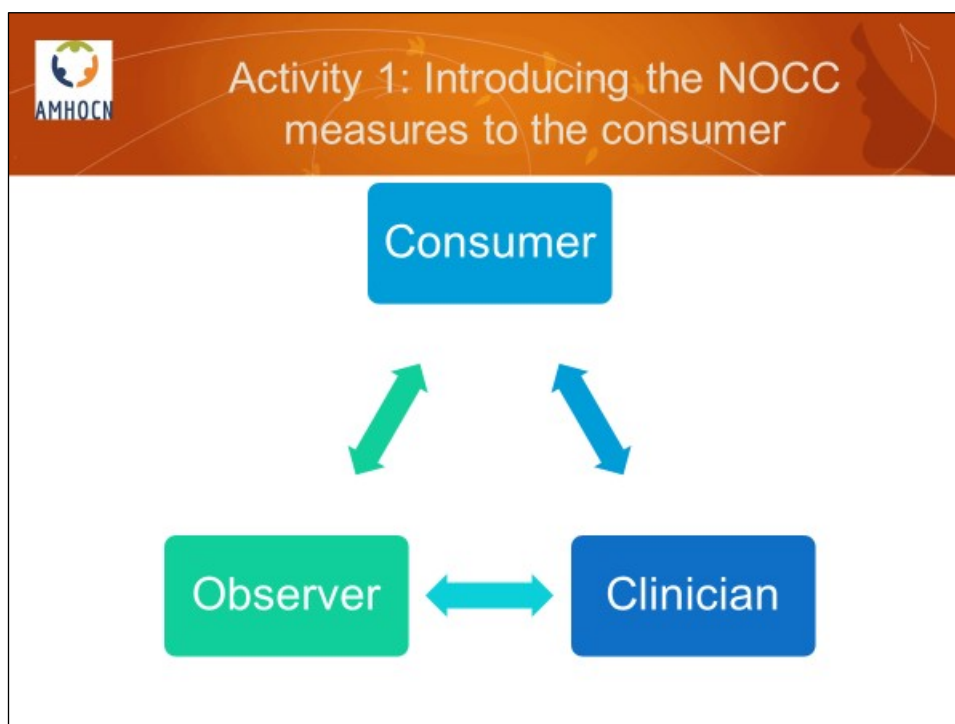 AMHOCN
Activity 1: Introducing the NOCC
measures to the consumer
Consumer
Observer
Clinician